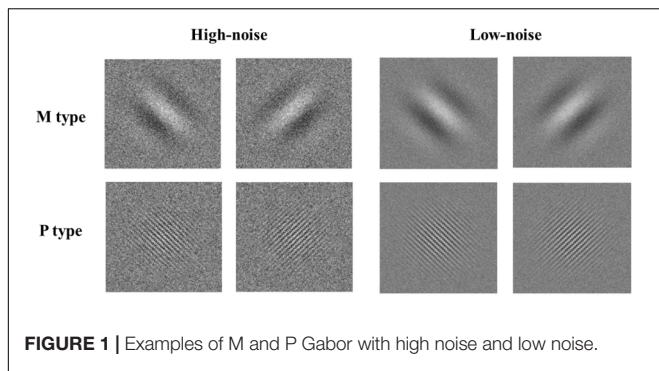 High-noise Low-noise
M type
P type
FIGURE 1 | Examples of M and P Gabor with high noise and low noise.